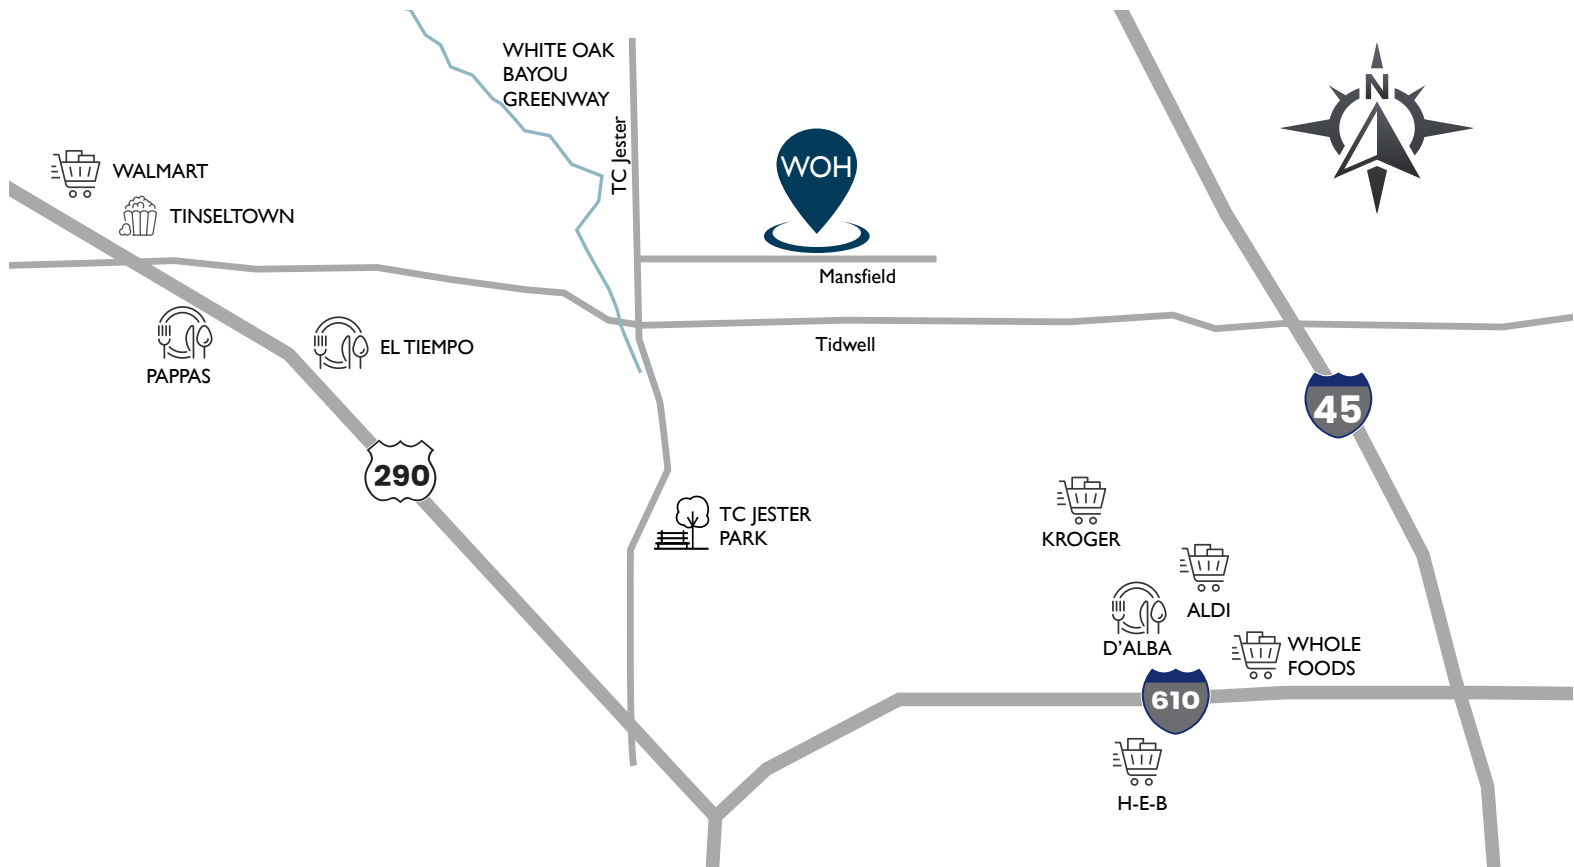 WHITE OAK
BAYOU
GREENWAY
TC Jester
N
WOH
WALMART
TINSELTOWN
Mansfield
Tidwell
PAPPAS
EL TIEMPO
45
290
TC JESTER
PARK
KROGER
ALDI
D'ALBA
WHOLE
FOODS
610
H-E-B